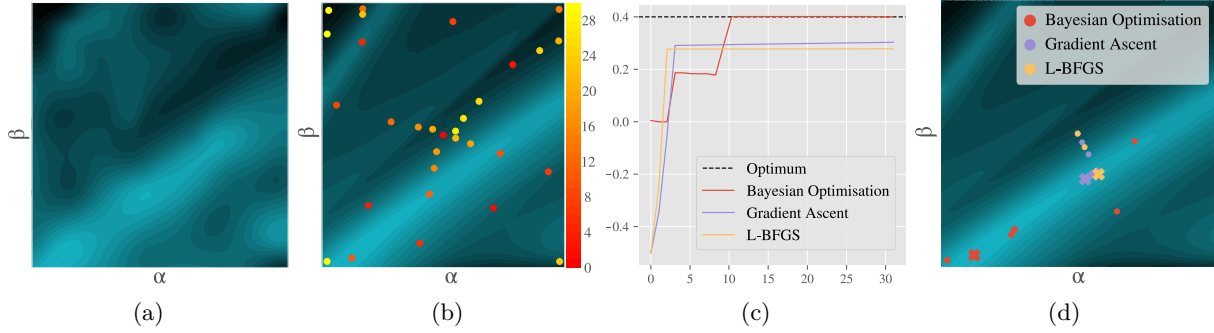 β
α
(a)
β
α
28
24
20
16
12
8
4
0
(b)
0.4
0.2
0.0
−0.2
−0.4
0
5
10
15
20
25
30
Optimum
Bayesian Optimisation
Gradient Ascent
L-BFGS
(c)
β
α
Bayesian Optimisation
Gradient Ascent
L-BFGS
(d)